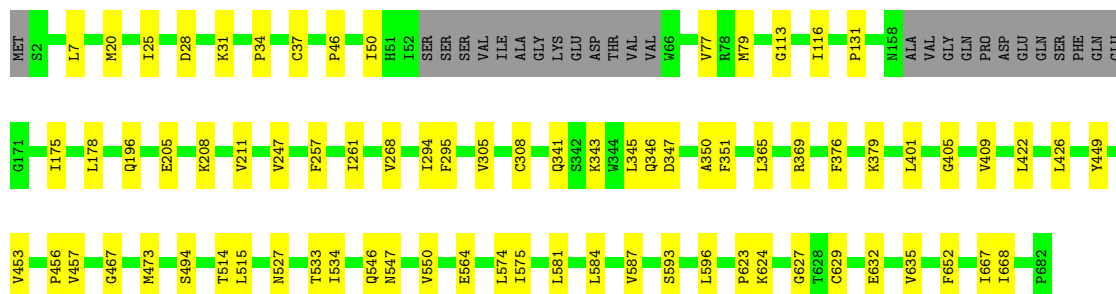 MET S2 L7 M20 I25 D28 K31 P34 C37 P46 I50 H51 I52 SER SER SER VAL ILE ALA GLY LYS GLU ASP THR VAL VAL W66 V77 R78 M79 G113 I116 P131 N158 ALA VAL GLY GLN PRO ASP GLU GLN SER PHE GLN
G171 I175 L178 Q196 E205 K208 V211 V247 F257 I261 V268 I294 F295 V305 C308 Q341 S342 K343 W344 L345 Q346 D347 A350 F351 L365 R369 F376 K379 L401 G405 V409 L422 L426 Y449
V453 P456 V457 G467 M473 S494 T514 L515 N527 T533 I534 Q546 N547 V550 E564 L574 I575 L581 L584 V587 S593 L596 P623 K624 G627 T628 C629 E632 V635 F652 I667 I668 P682